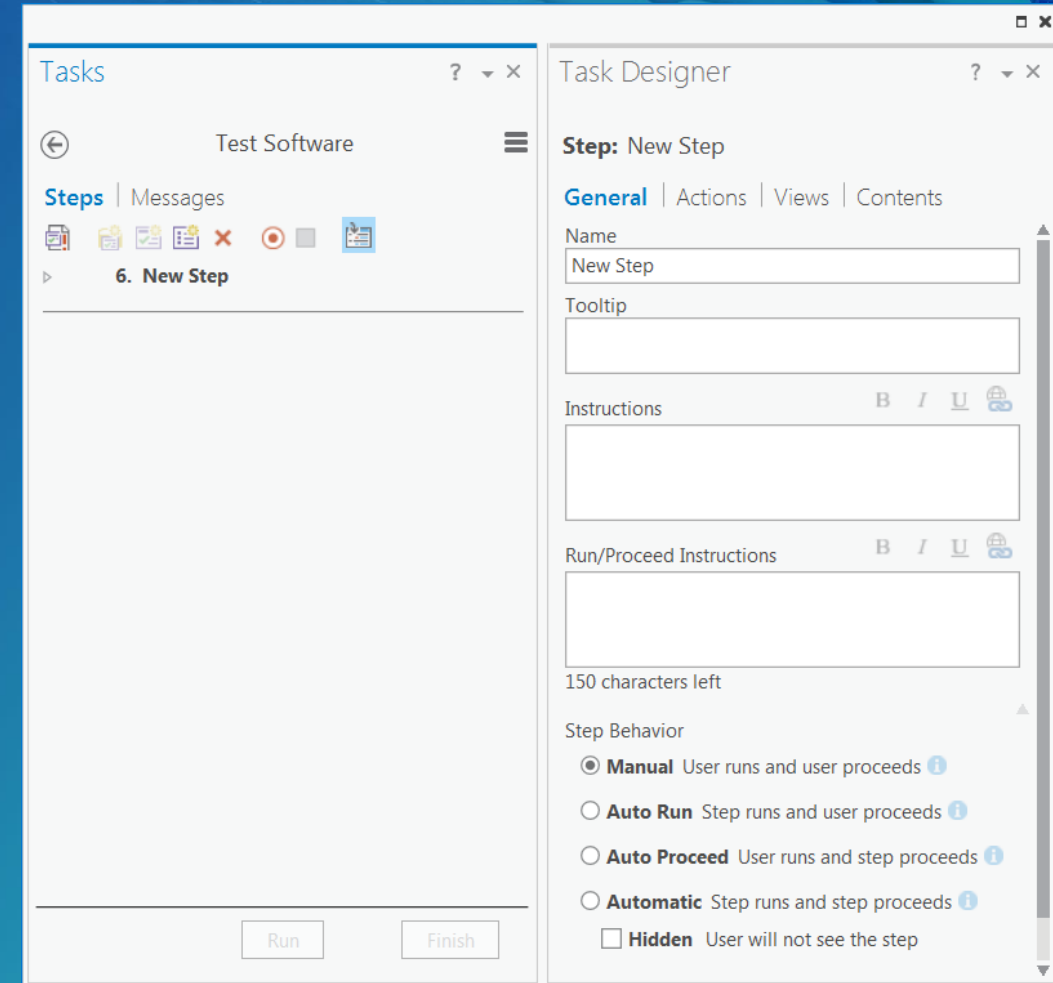 Tasks
?
Test Software
Steps | Messages
6. New Step
Run
Finish
Task Designer
?
Step: New Step
General | Actions | Views | Contents
Name
New Step
Tooltip
Instructions
B I U
Run/Proceed Instructions
B I U
150 characters left
Step Behavior
Manual User runs and user proceeds
Auto Run Step runs and user proceeds
Auto Proceed User runs and step proceeds
Automatic Step runs and step proceeds
Hidden User will not see the step